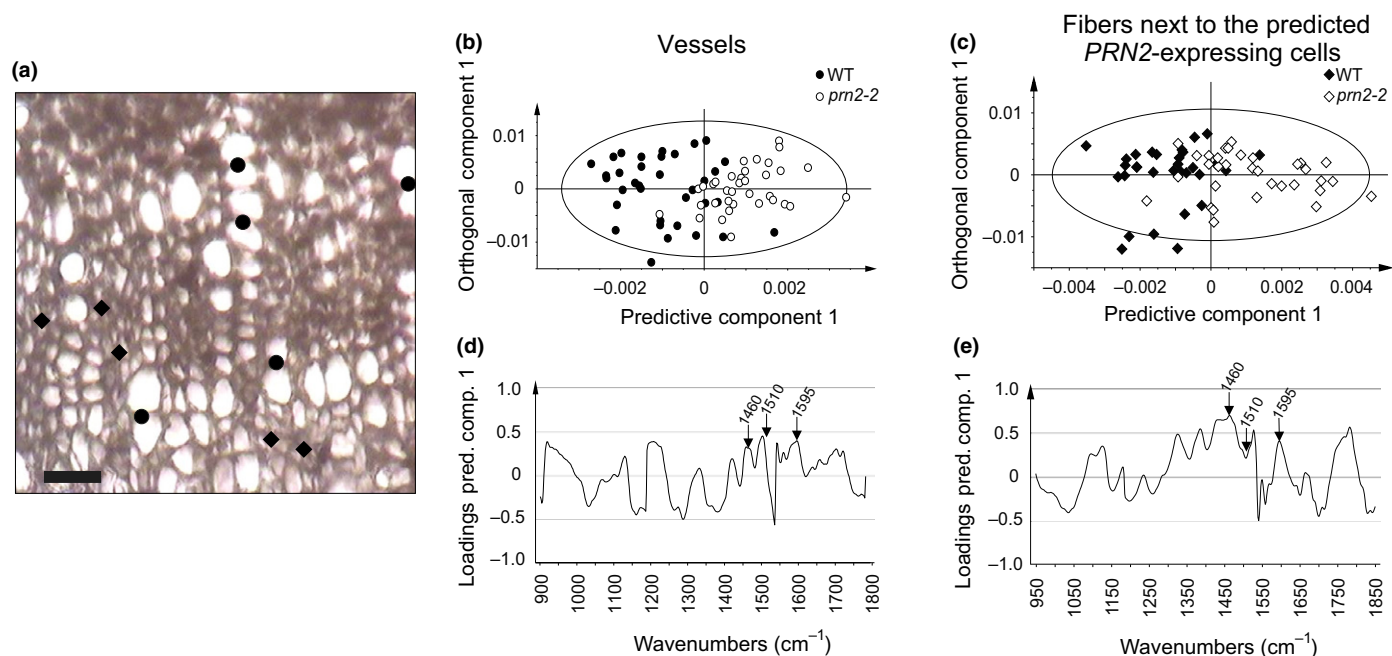 (a)
(b)
Vessels
WT
prn2-2
Orthogonal component 1
0.01
0
−0.01
−0.002
0
0.002
Predictive component 1
(c)
Fibers next to the predicted
PRN2-expressing cells
WT
prn2-2
Orthogonal component 1
0.01
0
−0.01
−0.004
−0.002
0
0.002
0.004
Predictive component 1
(d)
1460
1510
1595
Loadings pred. comp. 1
1.0
0.5
0
−0.5
−1.0
900
1000
1100
1200
1300
1400
1500
1600
1700
1800
Wavenumbers (cm⁻¹)
(e)
1460
1510
1595
Loadings pred. comp. 1
1.0
0.5
0
−0.5
−1.0
950
1050
1150
1250
1350
1450
1550
1650
1750
1850
Wavenumbers (cm⁻¹)